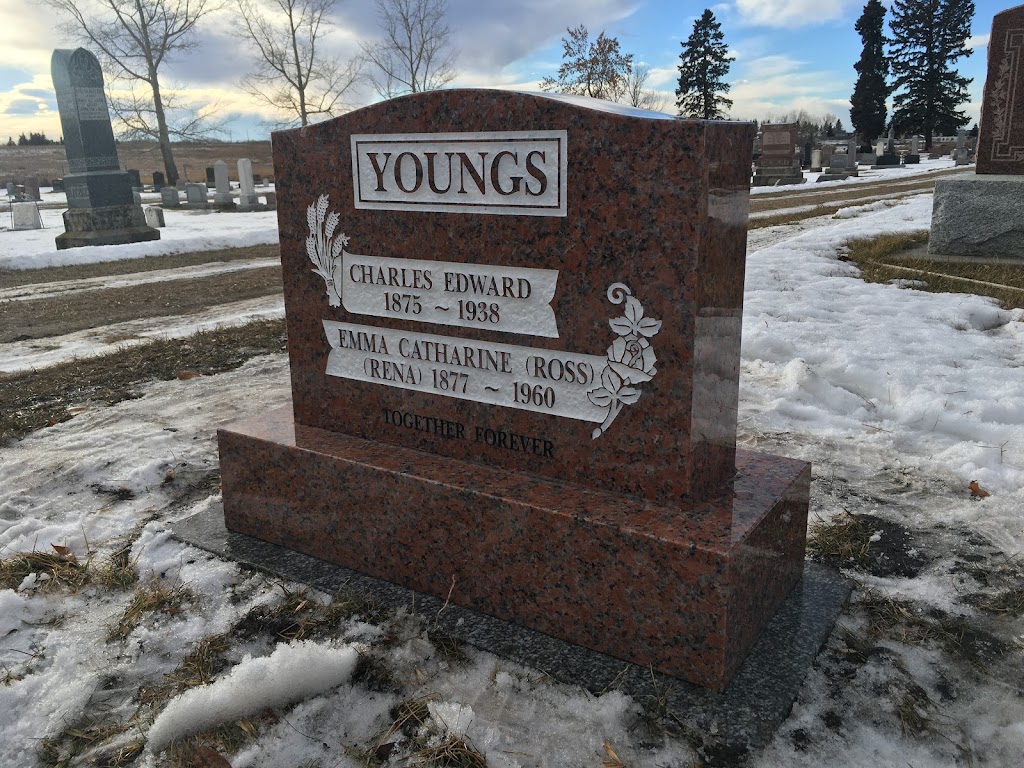 YOUNGS
CHARLES EDWARD
1875 ~ 1938
EMMA CATHARINE (ROSS)
(RENA) 1877 ~ 1960
TOGETHER FOREVER